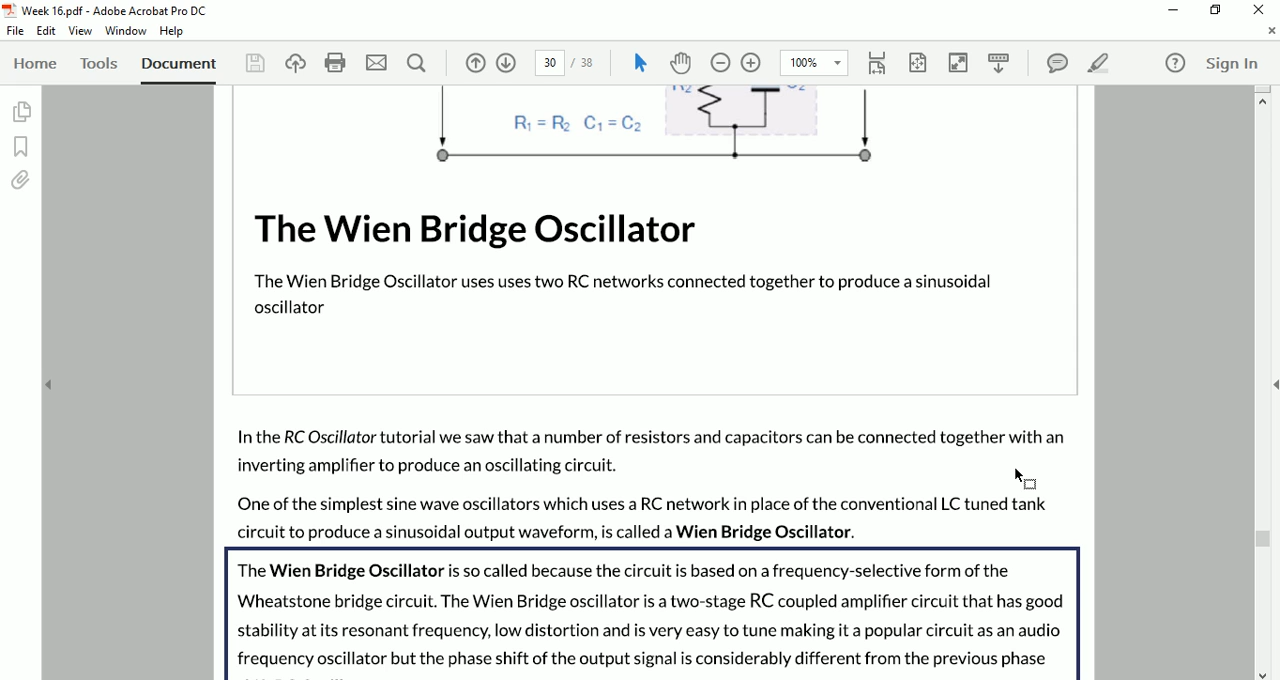 Week 16.pdf - Adobe Acrobat Pro DC
File Edit View Window Help
Home Tools Document 30 / 38 100% Sign In
R₂ C₂
R₁ = R₂ C₁ = C₂
The Wien Bridge Oscillator
The Wien Bridge Oscillator uses uses two RC networks connected together to produce a sinusoidal
oscillator
In the RC Oscillator tutorial we saw that a number of resistors and capacitors can be connected together with an
inverting amplifier to produce an oscillating circuit.
One of the simplest sine wave oscillators which uses a RC network in place of the conventional LC tuned tank
circuit to produce a sinusoidal output waveform, is called a Wien Bridge Oscillator.
The Wien Bridge Oscillator is so called because the circuit is based on a frequency-selective form of the
Wheatstone bridge circuit. The Wien Bridge oscillator is a two-stage RC coupled amplifier circuit that has good
stability at its resonant frequency, low distortion and is very easy to tune making it a popular circuit as an audio
frequency oscillator but the phase shift of the output signal is considerably different from the previous phase